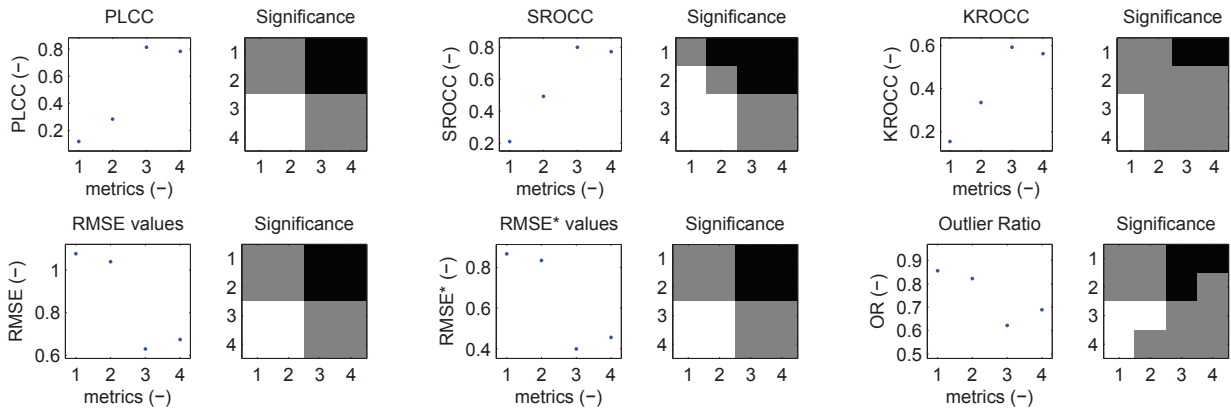 PLCC
PLCC (−)
0.8
0.6
0.4
0.2
1 2 3 4
metrics (−)
Significance
1
2
3
4
1 2 3 4
SROCC
SROCC (−)
0.8
0.6
0.4
0.2
1 2 3 4
metrics (−)
Significance
1
2
3
4
1 2 3 4
KROCC
KROCC (−)
0.6
0.4
0.2
1 2 3 4
metrics (−)
Significance
1
2
3
4
1 2 3 4
RMSE values
RMSE (−)
1
0.8
0.6
1 2 3 4
metrics (−)
Significance
1
2
3
4
1 2 3 4
RMSE* values
RMSE* (−)
0.8
0.6
0.4
1 2 3 4
metrics (−)
Significance
1
2
3
4
1 2 3 4
Outlier Ratio
OR (−)
0.9
0.8
0.7
0.6
0.5
1 2 3 4
metrics (−)
Significance
1
2
3
4
1 2 3 4